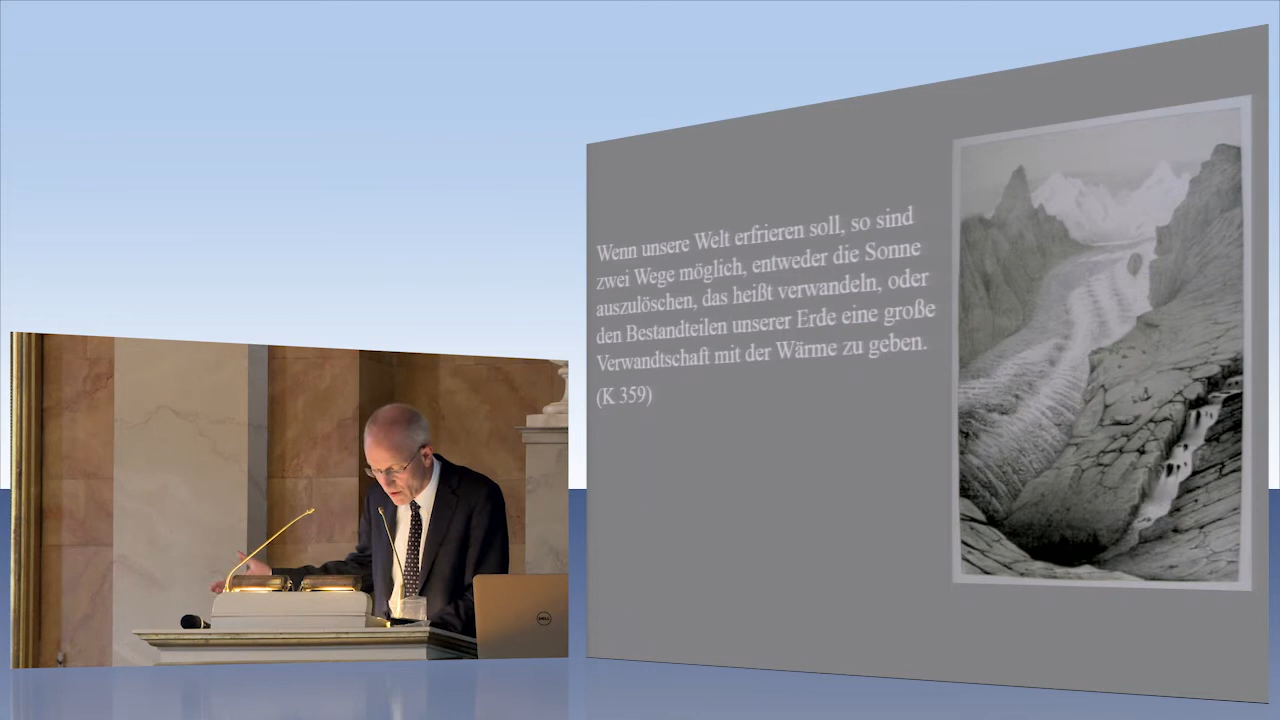 Wenn unsere Welt erfrieren soll, so sind
zwei Wege möglich, entweder die Sonne
auszulöschen, das heißt verwandeln, oder
den Bestandteilen unserer Erde eine große
Verwandtschaft mit der Wärme zu geben.
(K 359)
DELL